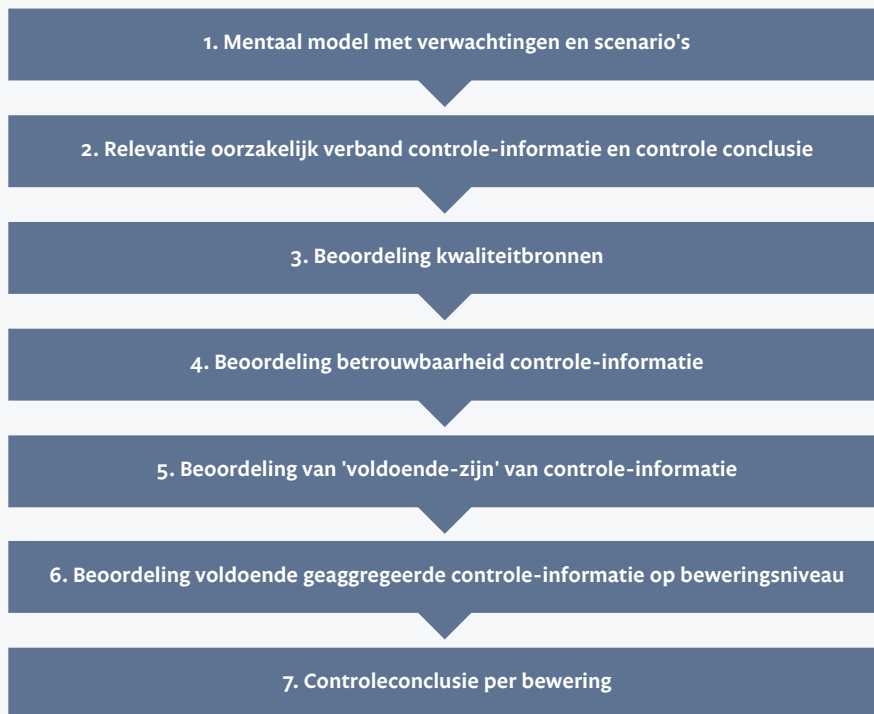 1. Mentaal model met verwachtingen en scenario's
2. Relevantie oorzakelijk verband controle-informatie en controle conclusie
3. Beoordeling kwaliteitbronnen
4. Beoordeling betrouwbaarheid controle-informatie
5. Beoordeling van 'voldoende-zijn' van controle-informatie
6. Beoordeling voldoende geaggregeerde controle-informatie op beweringsniveau
7. Controleconclusie per bewering